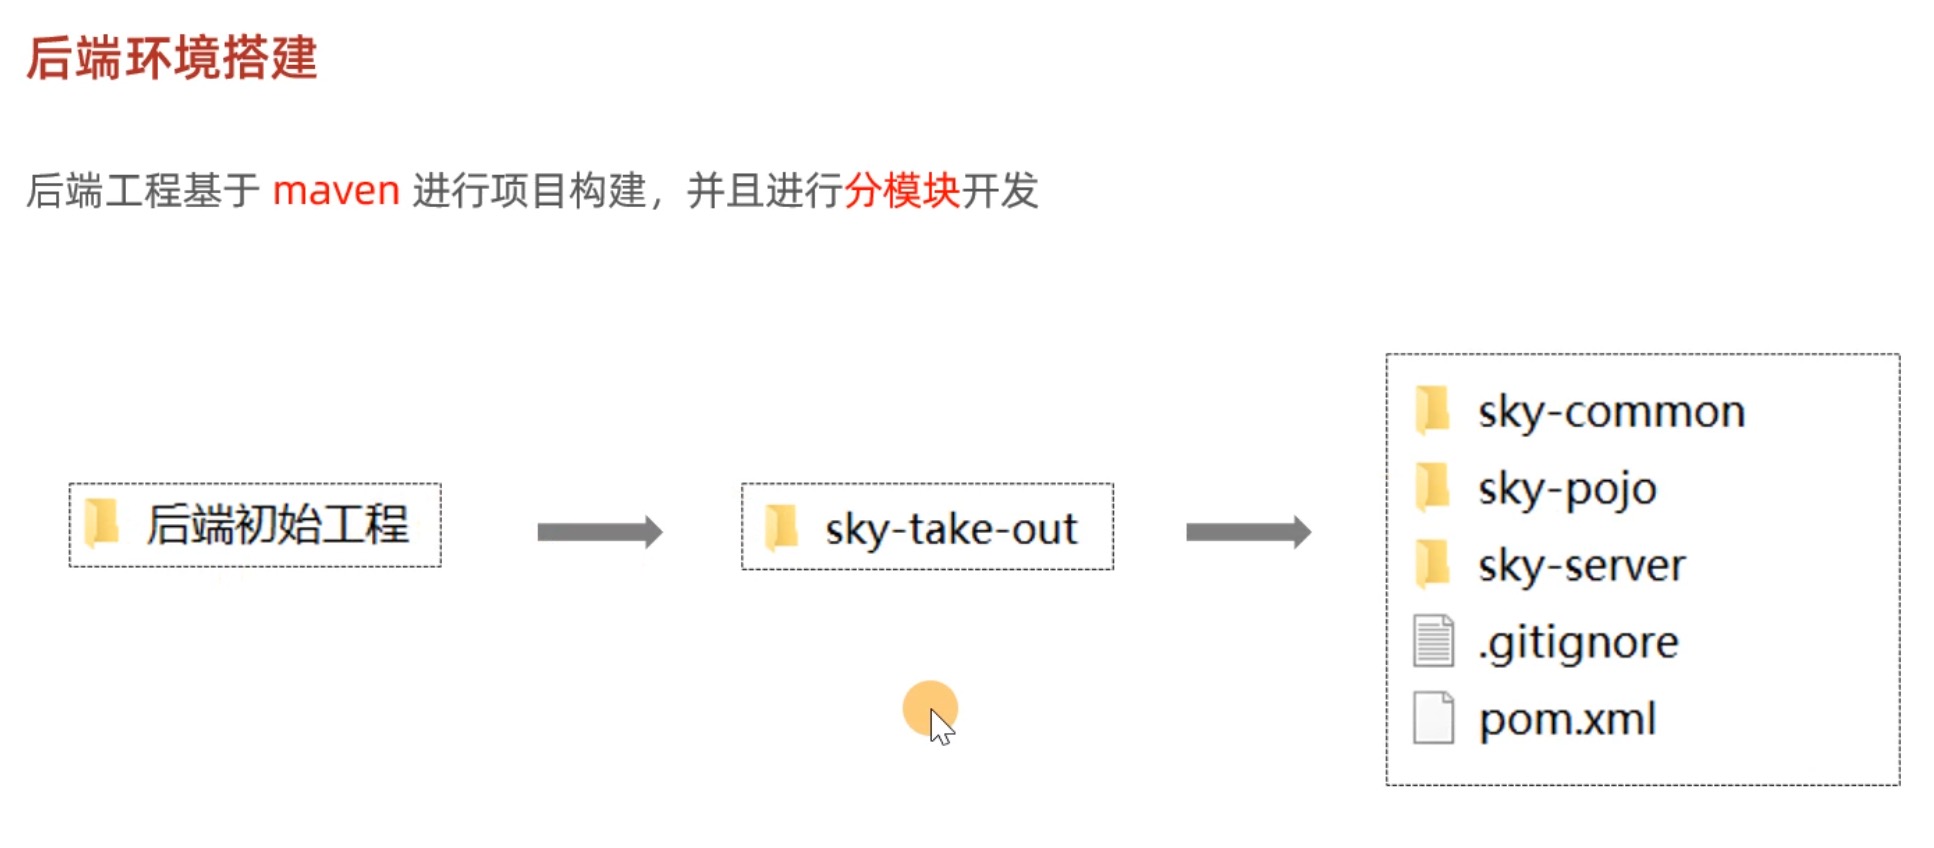 后端环境搭建
后端工程基于 maven 进行项目构建，并且进行分模块开发
后端初始工程
sky-take-out
sky-common
sky-pojo
sky-server
.gitignore
pom.xml